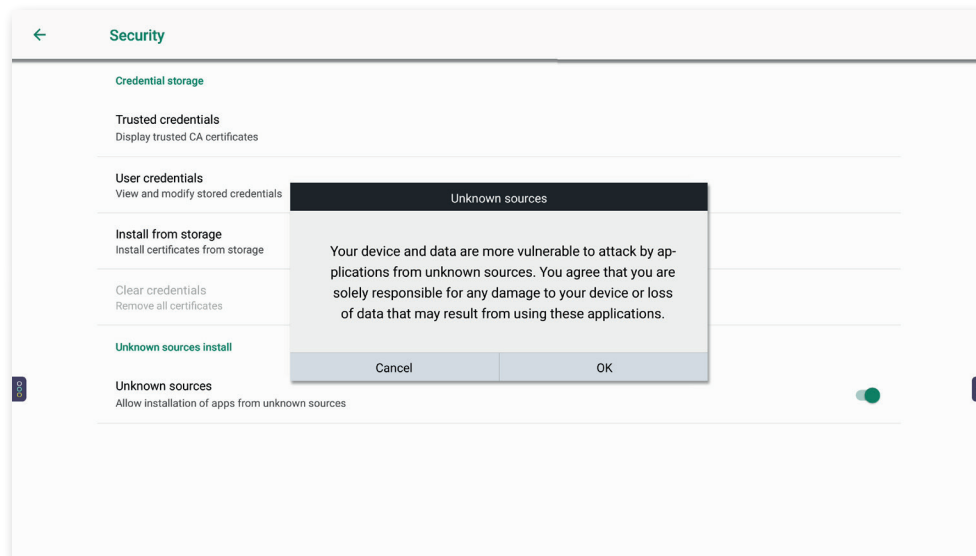 Security
Credential storage
Trusted credentials
Display trusted CA certificates
User credentials
View and modify stored credentials
Install from storage
Install certificates from storage
Clear credentials
Remove all certificates
Unknown sources install
Unknown sources
Allow installation of apps from unknown sources
Unknown sources
Your device and data are more vulnerable to attack by ap-
plications from unknown sources. You agree that you are
solely responsible for any damage to your device or loss
of data that may result from using these applications.
Cancel
OK